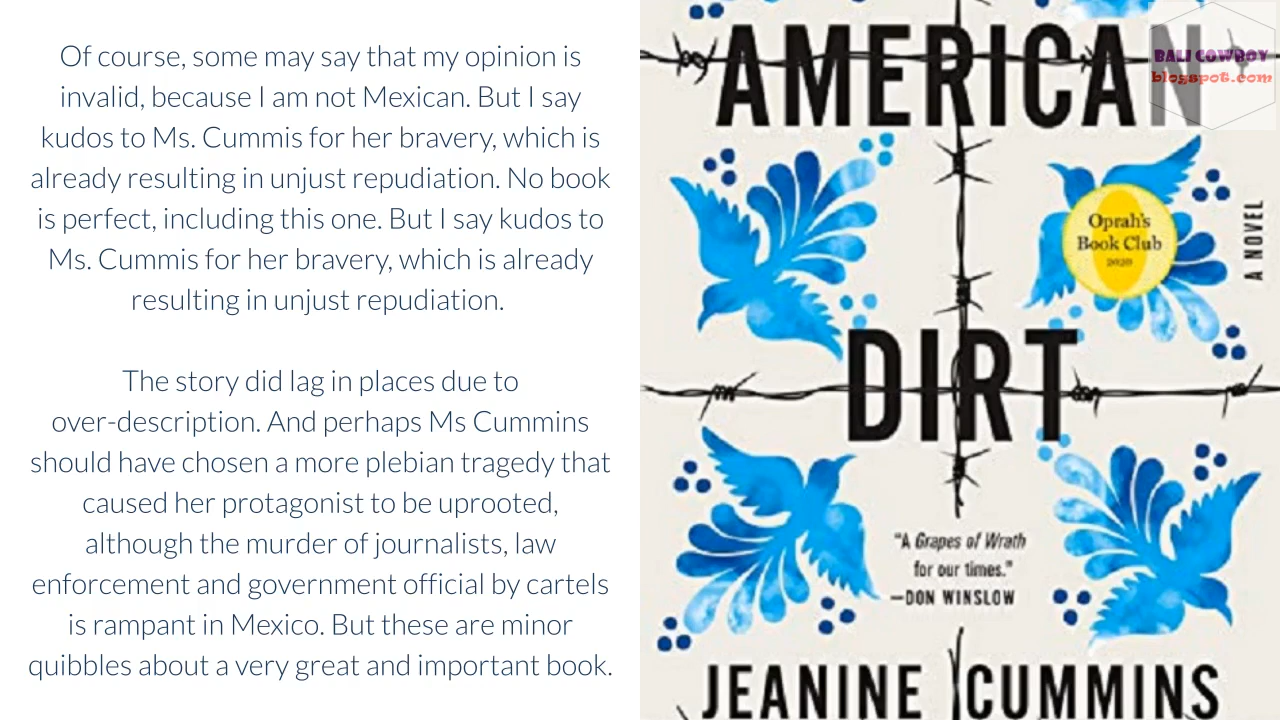 Of course, some may say that my opinion is
invalid, because I am not Mexican. But I say
kudos to Ms. Cummis for her bravery, which is
already resulting in unjust repudiation. No book
is perfect, including this one. But I say kudos to
Ms. Cummis for her bravery, which is already
resulting in unjust repudiation.
The story did lag in places due to
over-description. And perhaps Ms Cummins
should have chosen a more plebian tragedy that
caused her protagonist to be uprooted,
although the murder of journalists, law
enforcement and government official by cartels
is rampant in Mexico. But these are minor
quibbles about a very great and important book.
AMERICAN
BALI COWBOY
blogspot.com
Oprah's
Book Club
2020
A NOVEL
DIRT
"A Grapes of Wrath
for our times."
—DON WINSLOW
JEANINE CUMMINS